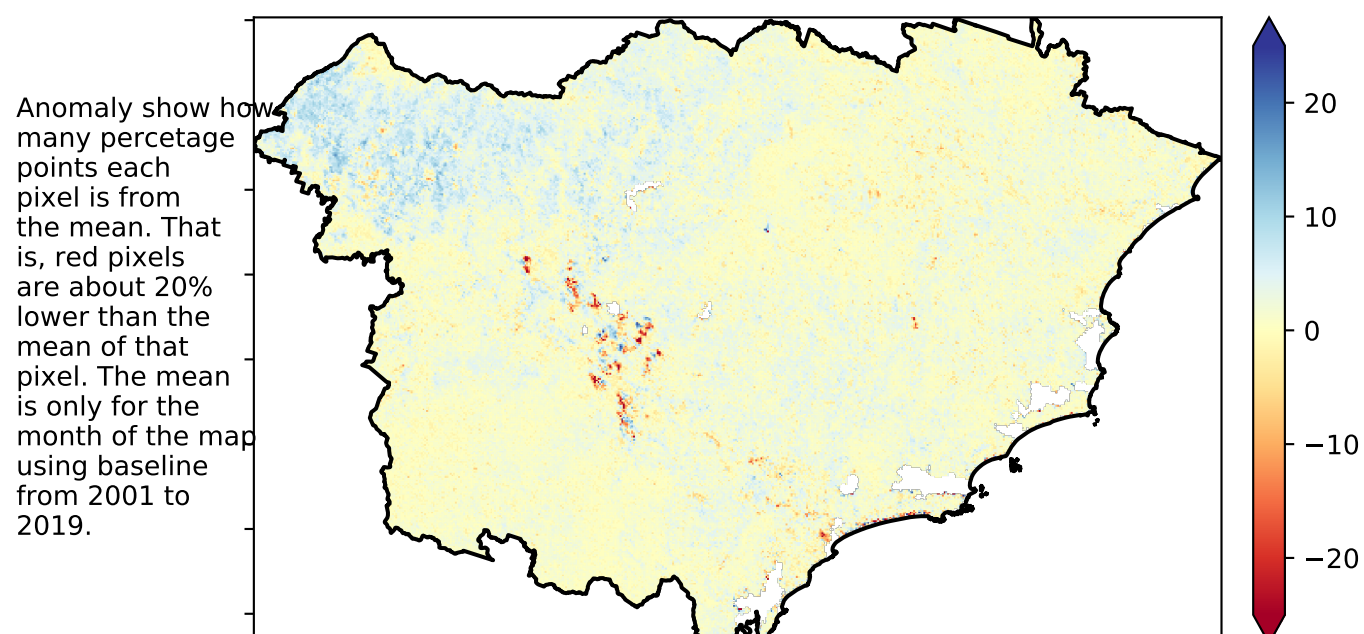 Anomaly show how
many percetage
points each
pixel is from
the mean. That
is, red pixels
are about 20%
lower than the
mean of that
pixel. The mean
is only for the
month of the map
using baseline
from 2001 to
2019.
20
10
0
−10
−20